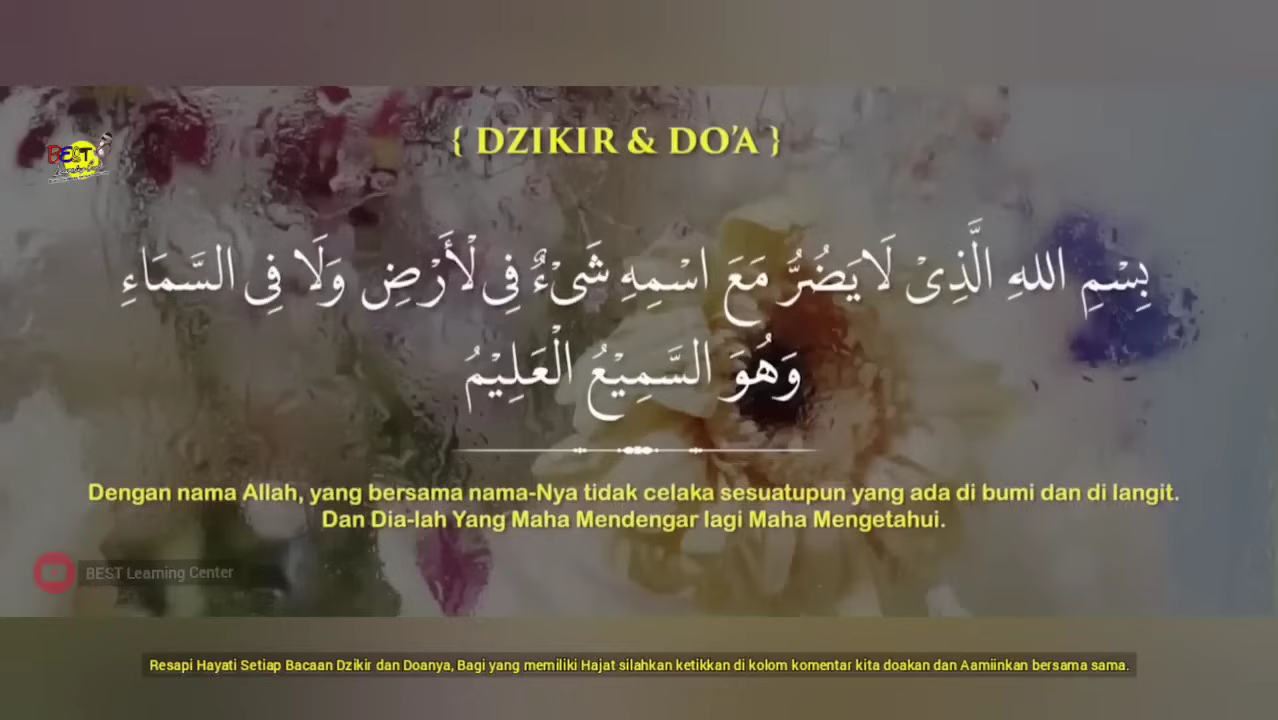 { DZIKIR & DO'A }
BEST
بِسْمِ اللهِ الَّذِىْ لَا يَضُرُّ مَعَ اسْمِهِ شَىْءٌ فِى لْأَرْضِ وَلَا فِى السَّمَاءِ
وَهُوَ السَّمِيْعُ الْعَلِيْمُ
Dengan nama Allah, yang bersama nama-Nya tidak celaka sesuatupun yang ada di bumi dan di langit.
Dan Dia-lah Yang Maha Mendengar lagi Maha Mengetahui.
BEST Learning Center
Resapi Hayati Setiap Bacaan Dzikir dan Doanya, Bagi yang memiliki Hajat silahkan ketikkan di kolom komentar kita doakan dan Aamiinkan bersama sama.